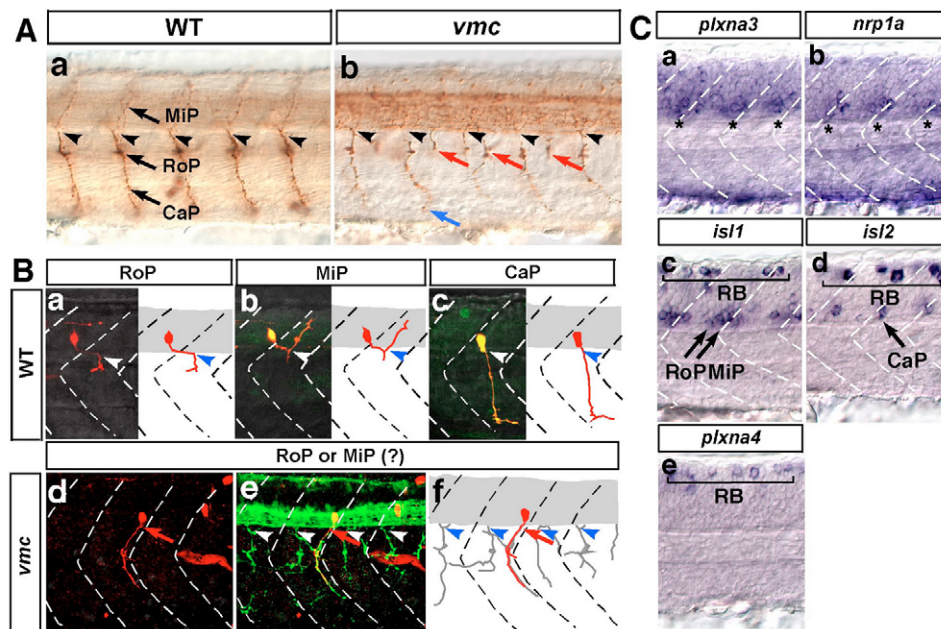 A
WT
vmc
a
b
MiP
RoP
CaP
B
RoP
MiP
CaP
WT
a
b
c
RoP or MiP (?)
vmc
d
e
f
C
plxna3
nrp1a
a
b
*
*
*
*
*
*
isl1
isl2
c
d
RB
RB
RoP MiP
CaP
plxna4
e
RB